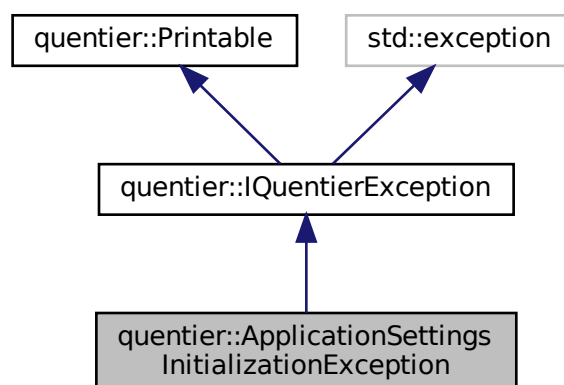 quentier::Printable
std::exception
quentier::IQuentierException
quentier::ApplicationSettings
InitializationException